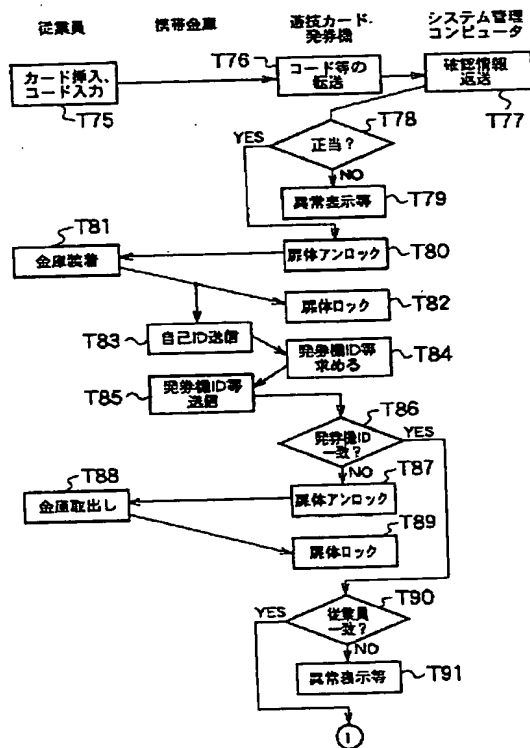 従業員
携帯金庫
遊技カード・
発券機
システム管理
コンピュータ
カード挿入、
コード入力
T75
T76
コード等の
転送
確認情報
返送
T77
T78
正当?
YES
NO
異常表示等
T79
T81
金庫装着
扉体アンロック
T80
扉体ロック
T82
T83
自己ID送信
発券機ID等
求める
T84
T85
発券機ID等
送信
T86
発券機ID
一致?
YES
NO
T87
T88
金庫取出し
扉体アンロック
T89
扉体ロック
T90
YES
従業員
一致?
NO
異常表示等
T91
1